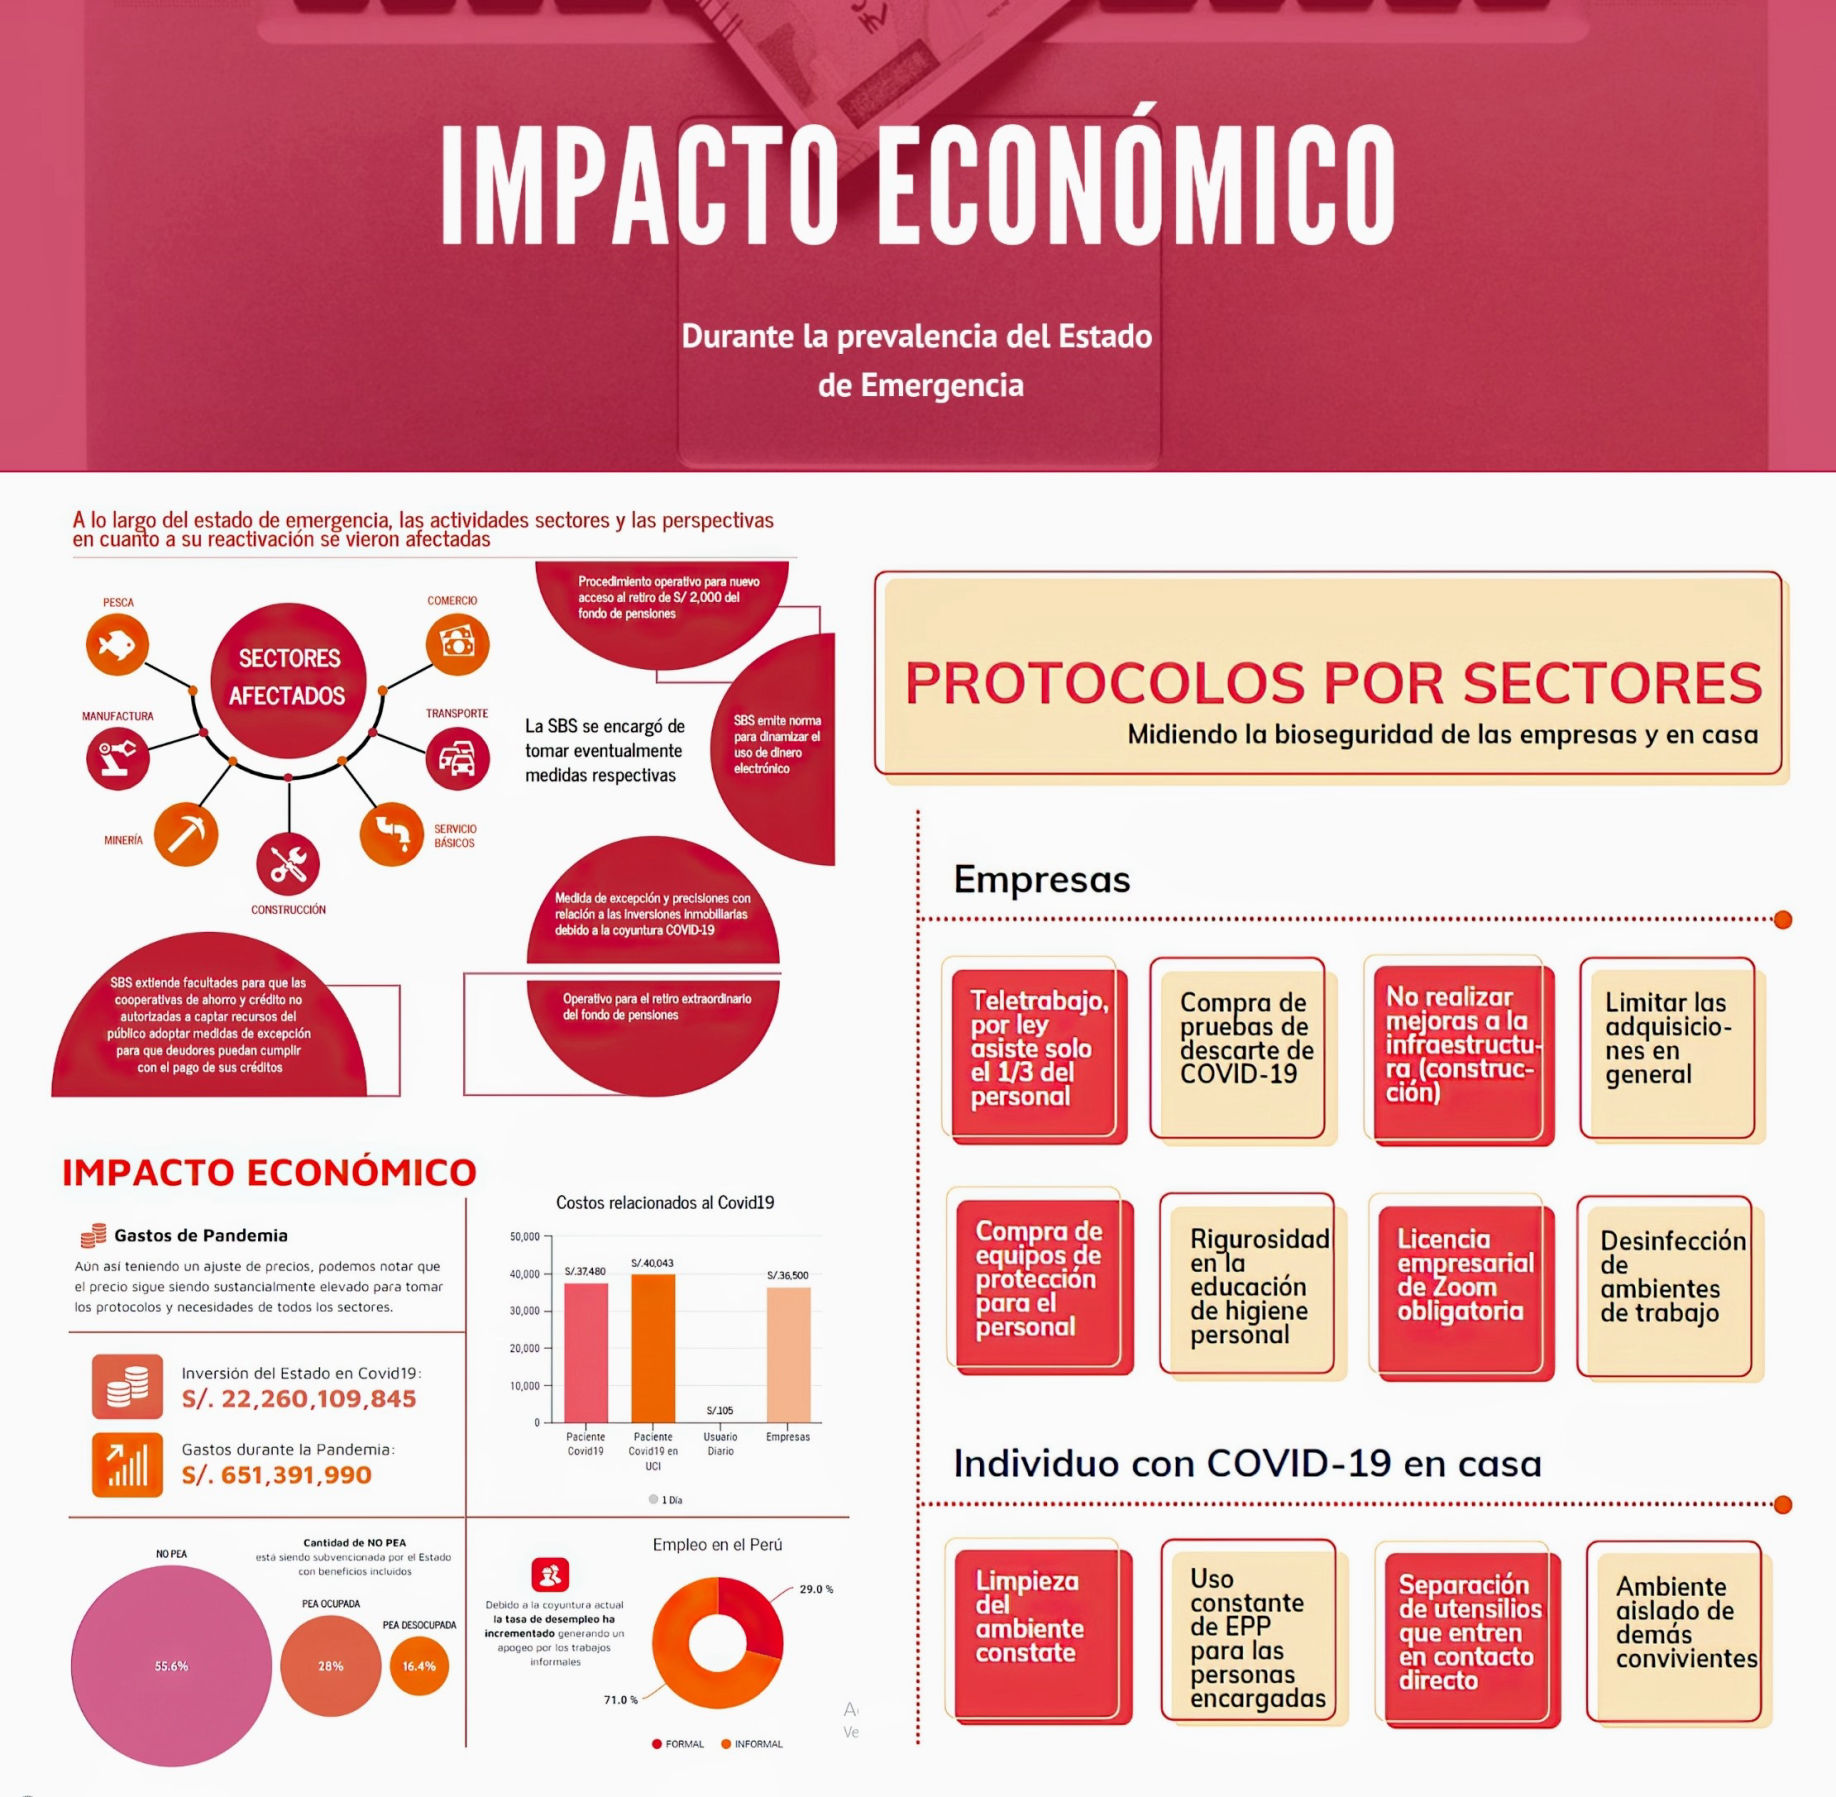 IMPACTO ECONÓMICO
Durante la prevalencia del Estado
de Emergencia
A lo largo del estado de emergencia, las actividades sectores y las perspectivas
en cuanto a su reactivación se vieron afectadas
SECTORES
AFECTADOS
PESCA
MANUFACTURA
MINERÍA
CONSTRUCCIÓN
SERVICIO
BÁSICOS
TRANSPORTE
COMERCIO
Procedimiento operativo para nuevo
acceso al retiro de S/ 2,000 del
fondo de pensiones
La SBS se encargó de
tomar eventualmente
medidas respectivas
SBS emite norma
para dinamizar el
uso de dinero
electrónico
Medida de excepción y precisiones con
relación a las inversiones inmobiliarias
debido a la coyuntura COVID-19
Operativo para el retiro extraordinario
del fondo de pensiones
SBS extiende facultades para que las
cooperativas de ahorro y crédito no
autorizadas a captar recursos del
público adoptar medidas de excepción
para que deudores puedan cumplir
con el pago de sus créditos
IMPACTO ECONÓMICO
Gastos de Pandemia
Aún así teniendo un ajuste de precios, podemos notar que
el precio sigue siendo sustancialmente elevado para tomar
los protocolos y necesidades de todos los sectores.
Inversión del Estado en Covid19:
S/. 22,260,109,845
Gastos durante la Pandemia:
S/. 651,391,990
Costos relacionados al Covid19
50,000
40,000
30,000
20,000
10,000
0
S/.37,480
S/.40,043
S/.105
S/.36,500
Paciente
Covid19
Paciente
Covid19 en
UCI
Usuario
Diario
Empresas
1 Día
NO PEA
55.6%
Cantidad de NO PEA
está siendo subvencionada por el Estado
con beneficios incluidos
PEA OCUPADA
28%
PEA DESOCUPADA
16.4%
Debido a la coyuntura actual
la tasa de desempleo ha
incrementado generando un
apogeo por los trabajos
informales
Empleo en el Perú
29.0 %
71.0 %
FORMAL
INFORMAL
A
Ve
PROTOCOLOS POR SECTORES
Midiendo la bioseguridad de las empresas y en casa
Empresas
Teletrabajo,
por ley
asiste solo
el 1/3 del
personal
Compra de
pruebas de
descarte de
COVID-19
No realizar
mejoras a la
infraestructu-
ra (construc-
ción)
Limitar las
adquisicio-
nes en
general
Compra de
equipos de
protección
para el
personal
Rigurosidad
en la
educación
de higiene
personal
Licencia
empresarial
de Zoom
obligatoria
Desinfección
de
ambientes
de trabajo
Individuo con COVID-19 en casa
Limpieza
del
ambiente
constate
Uso
constante
de EPP
para las
personas
encargadas
Separación
de utensilios
que entren
en contacto
directo
Ambiente
aislado de
demás
convivientes